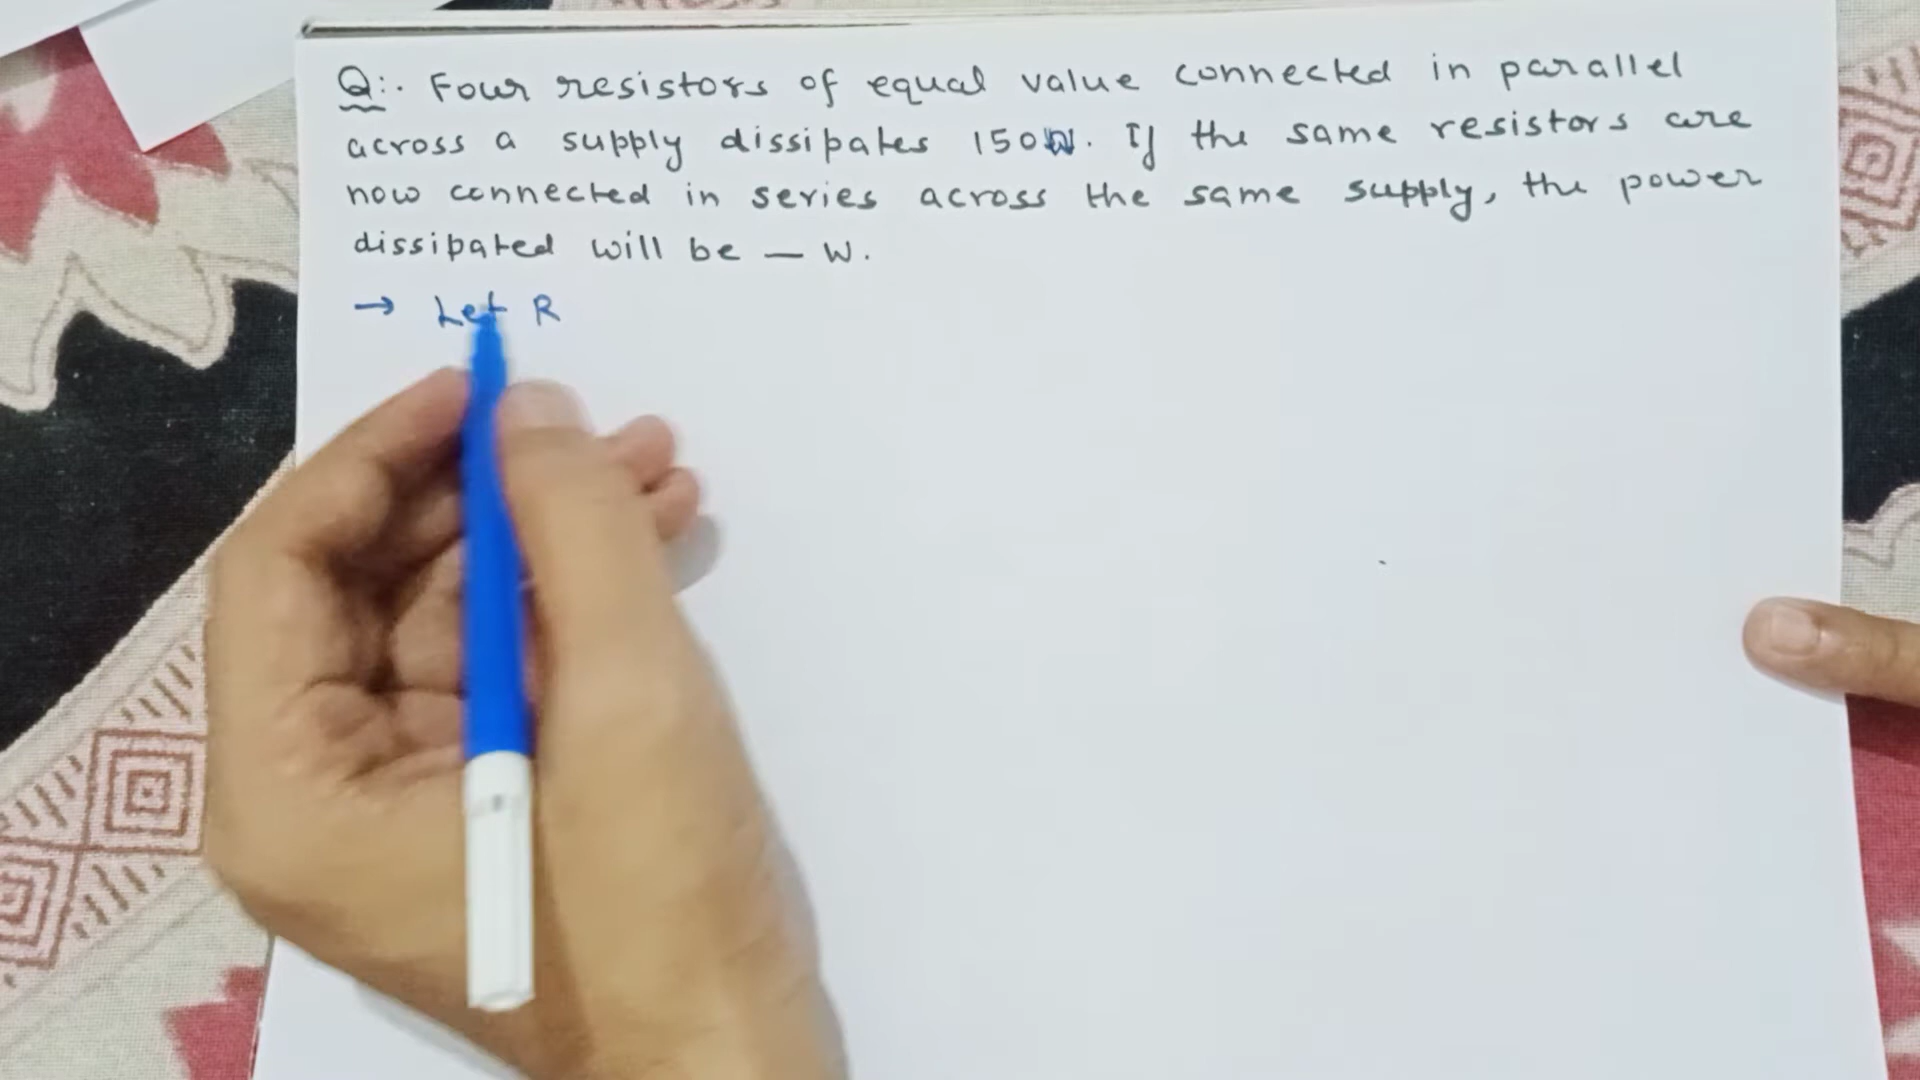 Q:. Four resistors of equal value connected in parallel
across a supply dissipates 150W. If the same resistors are
now connected in series across the same supply, the power
dissipated will be — W.
→ Let R